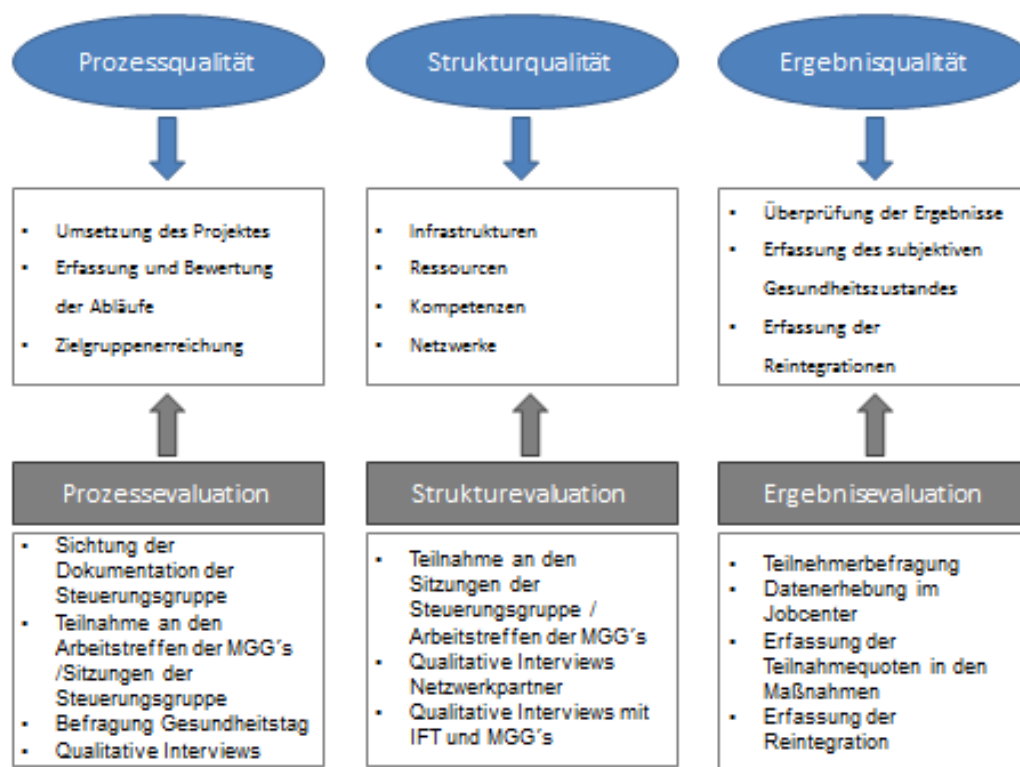 Prozessqualität
Umsetzung des Projektes
Erfassung und Bewertung
der Abläufe
Zielgruppenerreichung
Prozessevaluation
Sichtung der
Dokumentation der
Steuerungsgruppe
Teilnahme an den
Arbeitstreffen der MGG´s
/Sitzungen der
Steuerungsgruppe
Befragung Gesundheitstag
Qualitative Interviews
Strukturqualität
Infrastrukturen
Ressourcen
Kompetenzen
Netzwerke
Strukturevaluation
Teilnahme an den
Sitzungen der
Steuerungsgruppe /
Arbeitstreffen der MGG´s
Qualitative Interviews
Netzwerkpartner
Qualitative Interviews mit
IFT und MGG´s
Ergebnisqualität
Überprüfung der Ergebnisse
Erfassung des subjektiven
Gesundheitszustandes
Erfassung der
Reintegrationen
Ergebnisevaluation
Teilnehmerbefragung
Datenerhebung im
Jobcenter
Erfassung der
Teilnahmequoten in den
Maßnahmen
Erfassung der
Reintegration